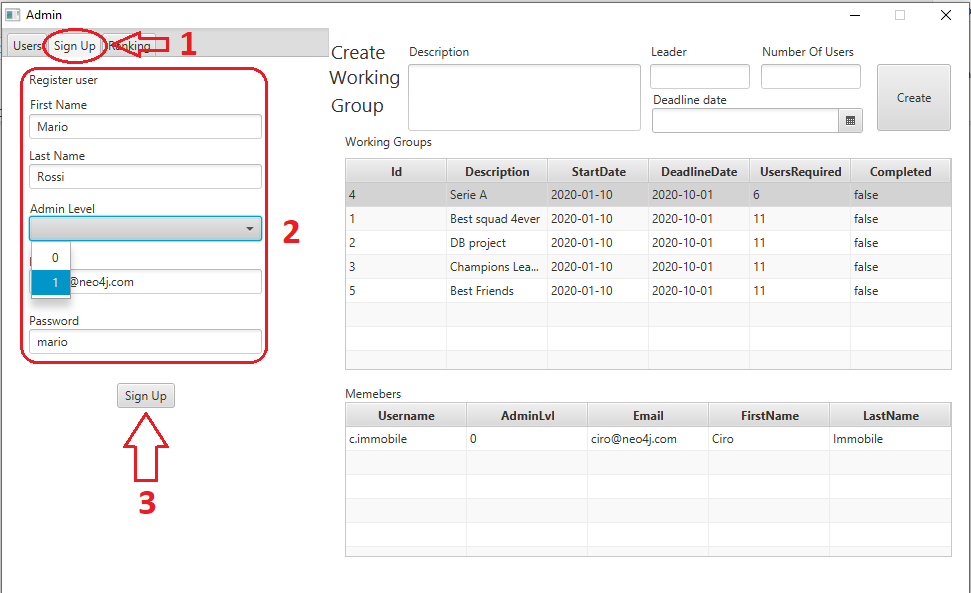 Admin
Users Sign Up Ranking 1
Register user
First Name
Mario
Last Name
Rossi
Admin Level
2
0
1
@neo4j.com
Password
mario
Sign Up
3
Create
Working
Group
Description
Leader
Number Of Users
Deadline date
Create
Working Groups
Id Description StartDate DeadlineDate UsersRequired Completed
4 Serie A 2020-01-10 2020-10-01 6 false
1 Best squad 4ever 2020-01-10 2020-10-01 11 false
2 DB project 2020-01-10 2020-10-01 11 false
3 Champions Lea... 2020-01-10 2020-10-01 11 false
5 Best Friends 2020-01-10 2020-10-01 11 false
Memebers
Username AdminLvl Email FirstName LastName
c.immobile 0 ciro@neo4j.com Ciro Immobile